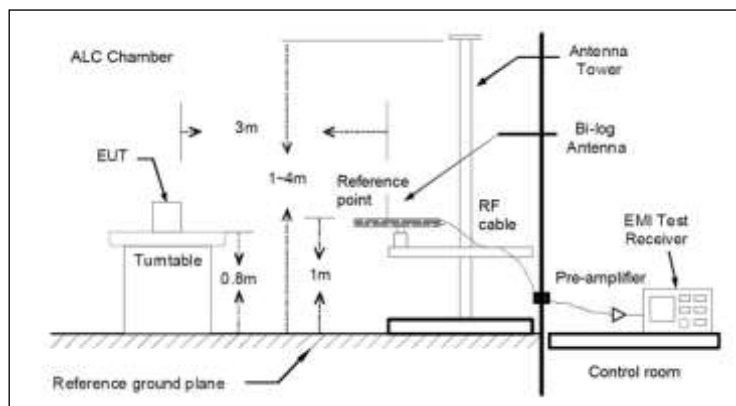 ALC Chamber
Antenna
Tower
3m
Bi-log
Antenna
EUT
1~4m
Reference
point
RF
cable
EMI Test
Receiver
Turntable
0.8m
1m
Pre-amplifier
Reference ground plane
Control room